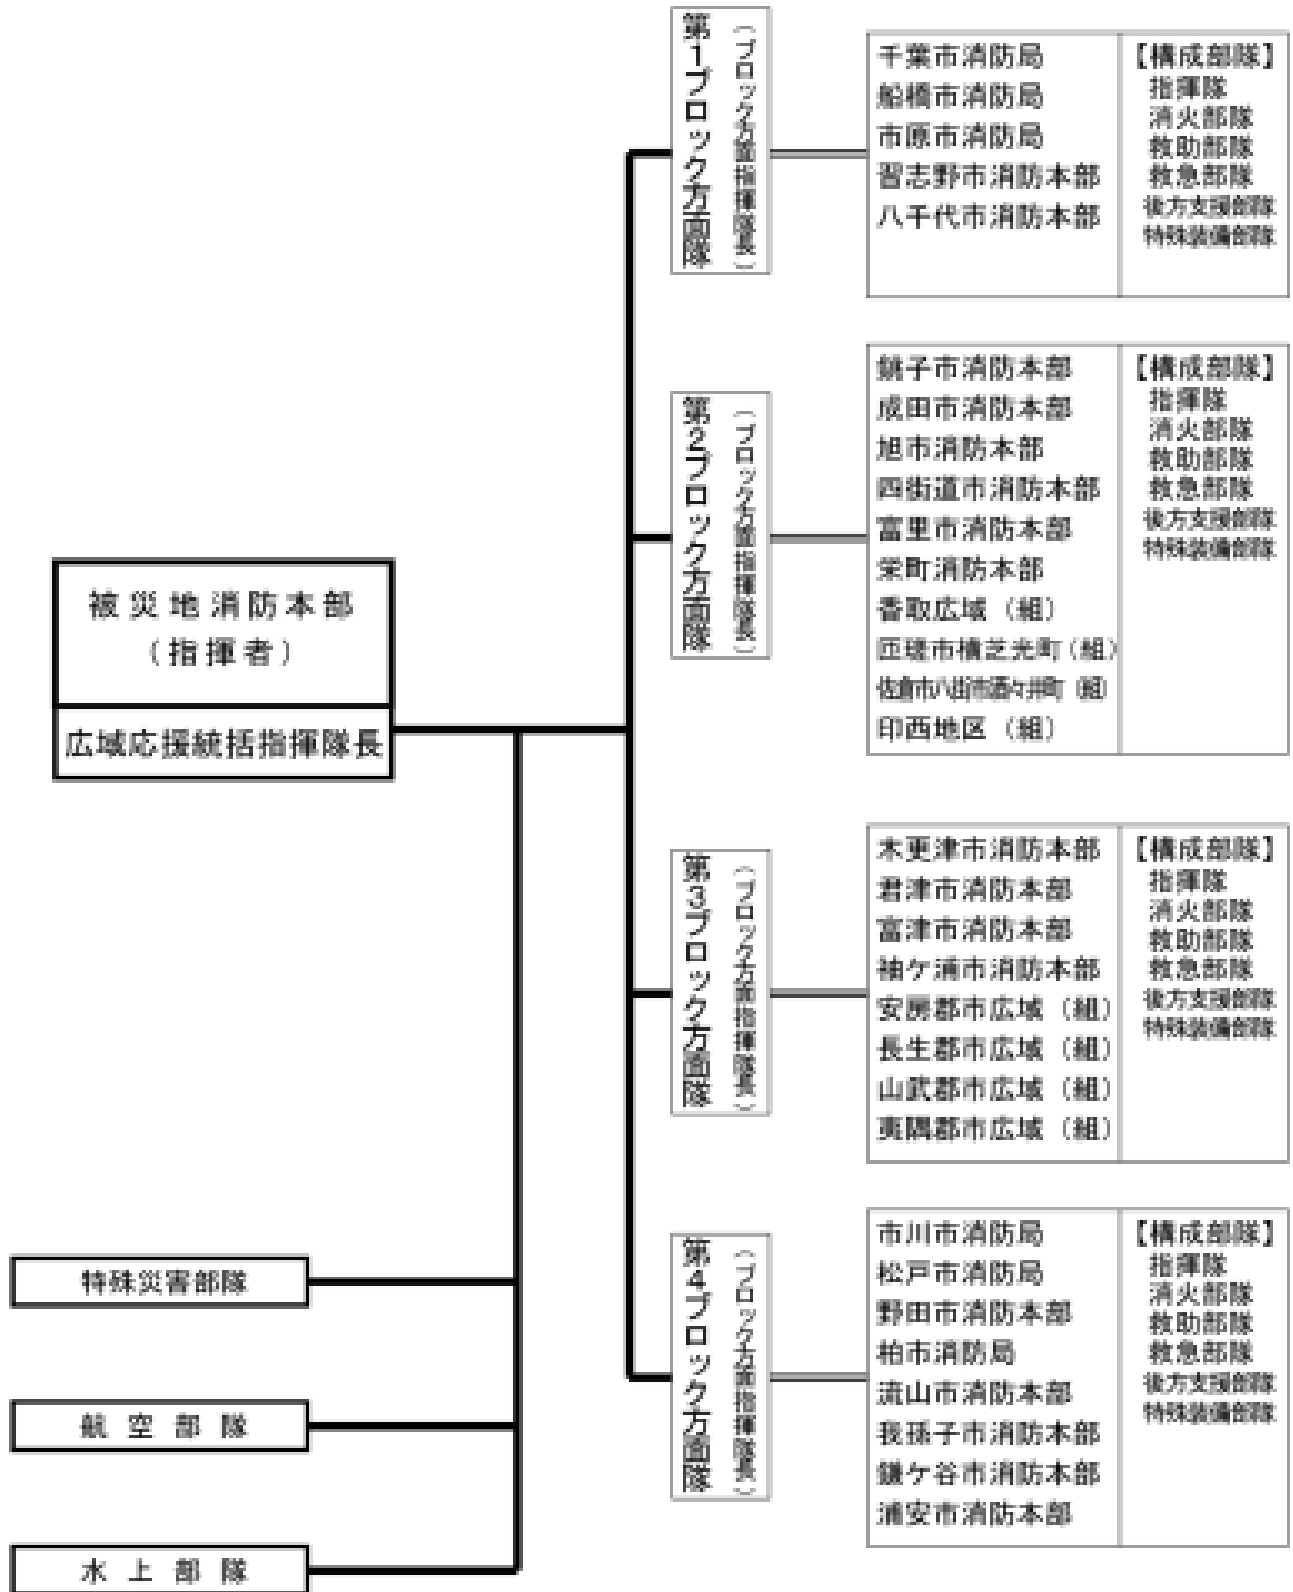 被災地消防本部
（指揮者）
広域応援統括指揮隊長
特殊災害部隊
航空部隊
水上部隊
第1ブロック方面隊
（ブロック方面指揮隊長）
千葉市消防局
船橋市消防局
市原市消防局
習志野市消防本部
八千代市消防本部
【構成部隊】
指揮隊
消火部隊
救助部隊
救急部隊
後方支援部隊
特殊装備部隊
第2ブロック方面隊
（ブロック方面指揮隊長）
銚子市消防本部
成田市消防本部
旭市消防本部
四街道市消防本部
富里市消防本部
栄町消防本部
香取広域（組）
匝瑳市横芝光町（組）
佐倉市八街市酒々井町（組）
印西地区（組）
【構成部隊】
指揮隊
消火部隊
救助部隊
救急部隊
後方支援部隊
特殊装備部隊
第3ブロック方面隊
（ブロック方面指揮隊長）
木更津市消防本部
君津市消防本部
富津市消防本部
袖ケ浦市消防本部
安房郡市広域（組）
長生郡市広域（組）
山武郡市広域（組）
夷隅郡市広域（組）
【構成部隊】
指揮隊
消火部隊
救助部隊
救急部隊
後方支援部隊
特殊装備部隊
第4ブロック方面隊
（ブロック方面指揮隊長）
市川市消防局
松戸市消防局
野田市消防本部
柏市消防局
流山市消防本部
我孫子市消防本部
鎌ケ谷市消防本部
浦安市消防本部
【構成部隊】
指揮隊
消火部隊
救助部隊
救急部隊
後方支援部隊
特殊装備部隊